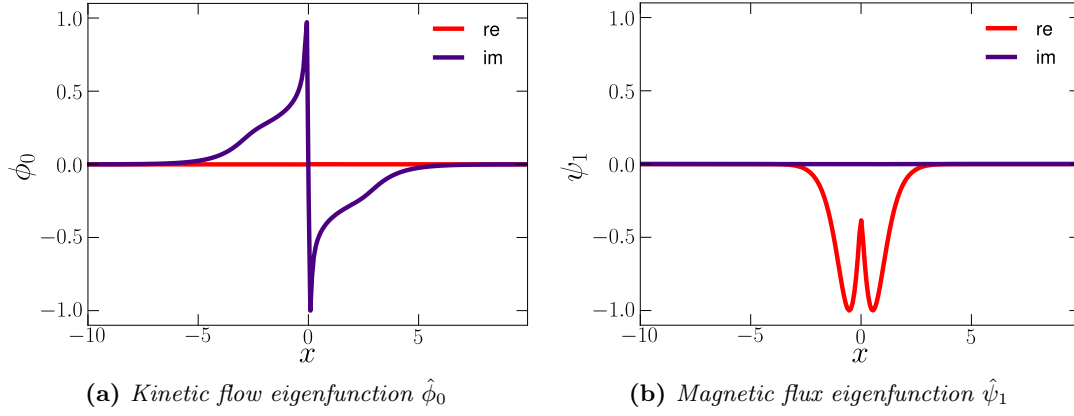 1.0
0.5
0.0
−0.5
−1.0
−10
−5
0
5
x
ϕ₀
re
im
(a) Kinetic flow eigenfunction ϕ̂₀
1.0
0.5
0.0
−0.5
−1.0
−10
−5
0
5
x
ψ₁
re
im
(b) Magnetic flux eigenfunction ψ̂₁